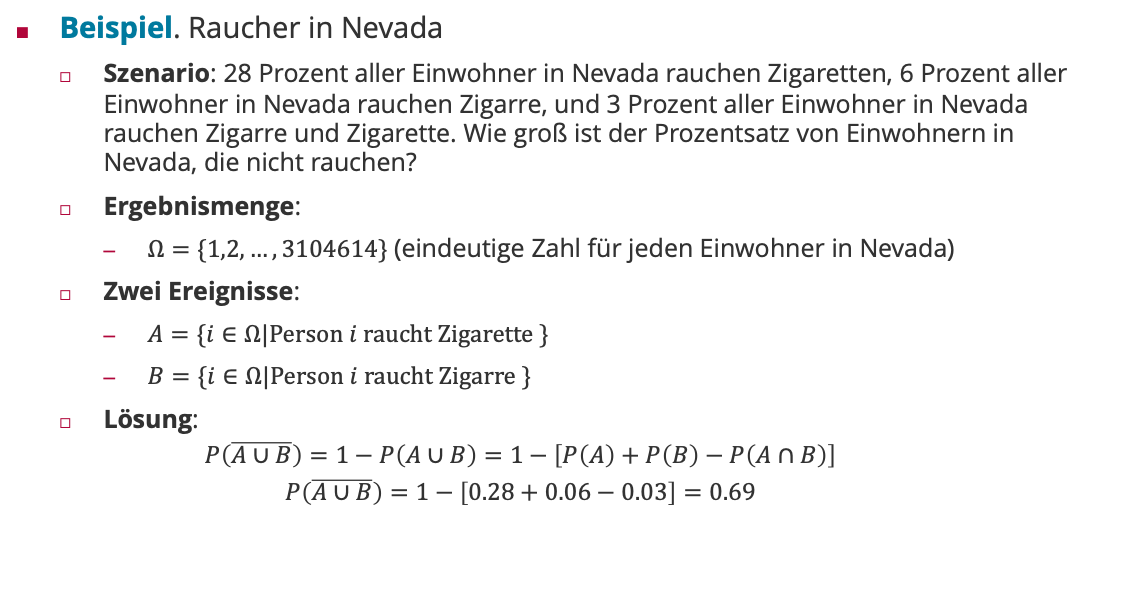 Beispiel. Raucher in Nevada
Szenario: 28 Prozent aller Einwohner in Nevada rauchen Zigaretten, 6 Prozent aller
Einwohner in Nevada rauchen Zigarre, und 3 Prozent aller Einwohner in Nevada
rauchen Zigarre und Zigarette. Wie groß ist der Prozentsatz von Einwohnern in
Nevada, die nicht rauchen?
Ergebnismenge:
– Ω = {1,2, … , 3104614} (eindeutige Zahl für jeden Einwohner in Nevada)
Zwei Ereignisse:
– A = {i ∈ Ω|Person i raucht Zigarette }
– B = {i ∈ Ω|Person i raucht Zigarre }
Lösung:
P(A̅ ̅∪̅ ̅B̅) = 1 − P(A ∪ B) = 1 − [P(A) + P(B) − P(A ∩ B)]
P(A̅ ̅∪̅ ̅B̅) = 1 − [0.28 + 0.06 − 0.03] = 0.69